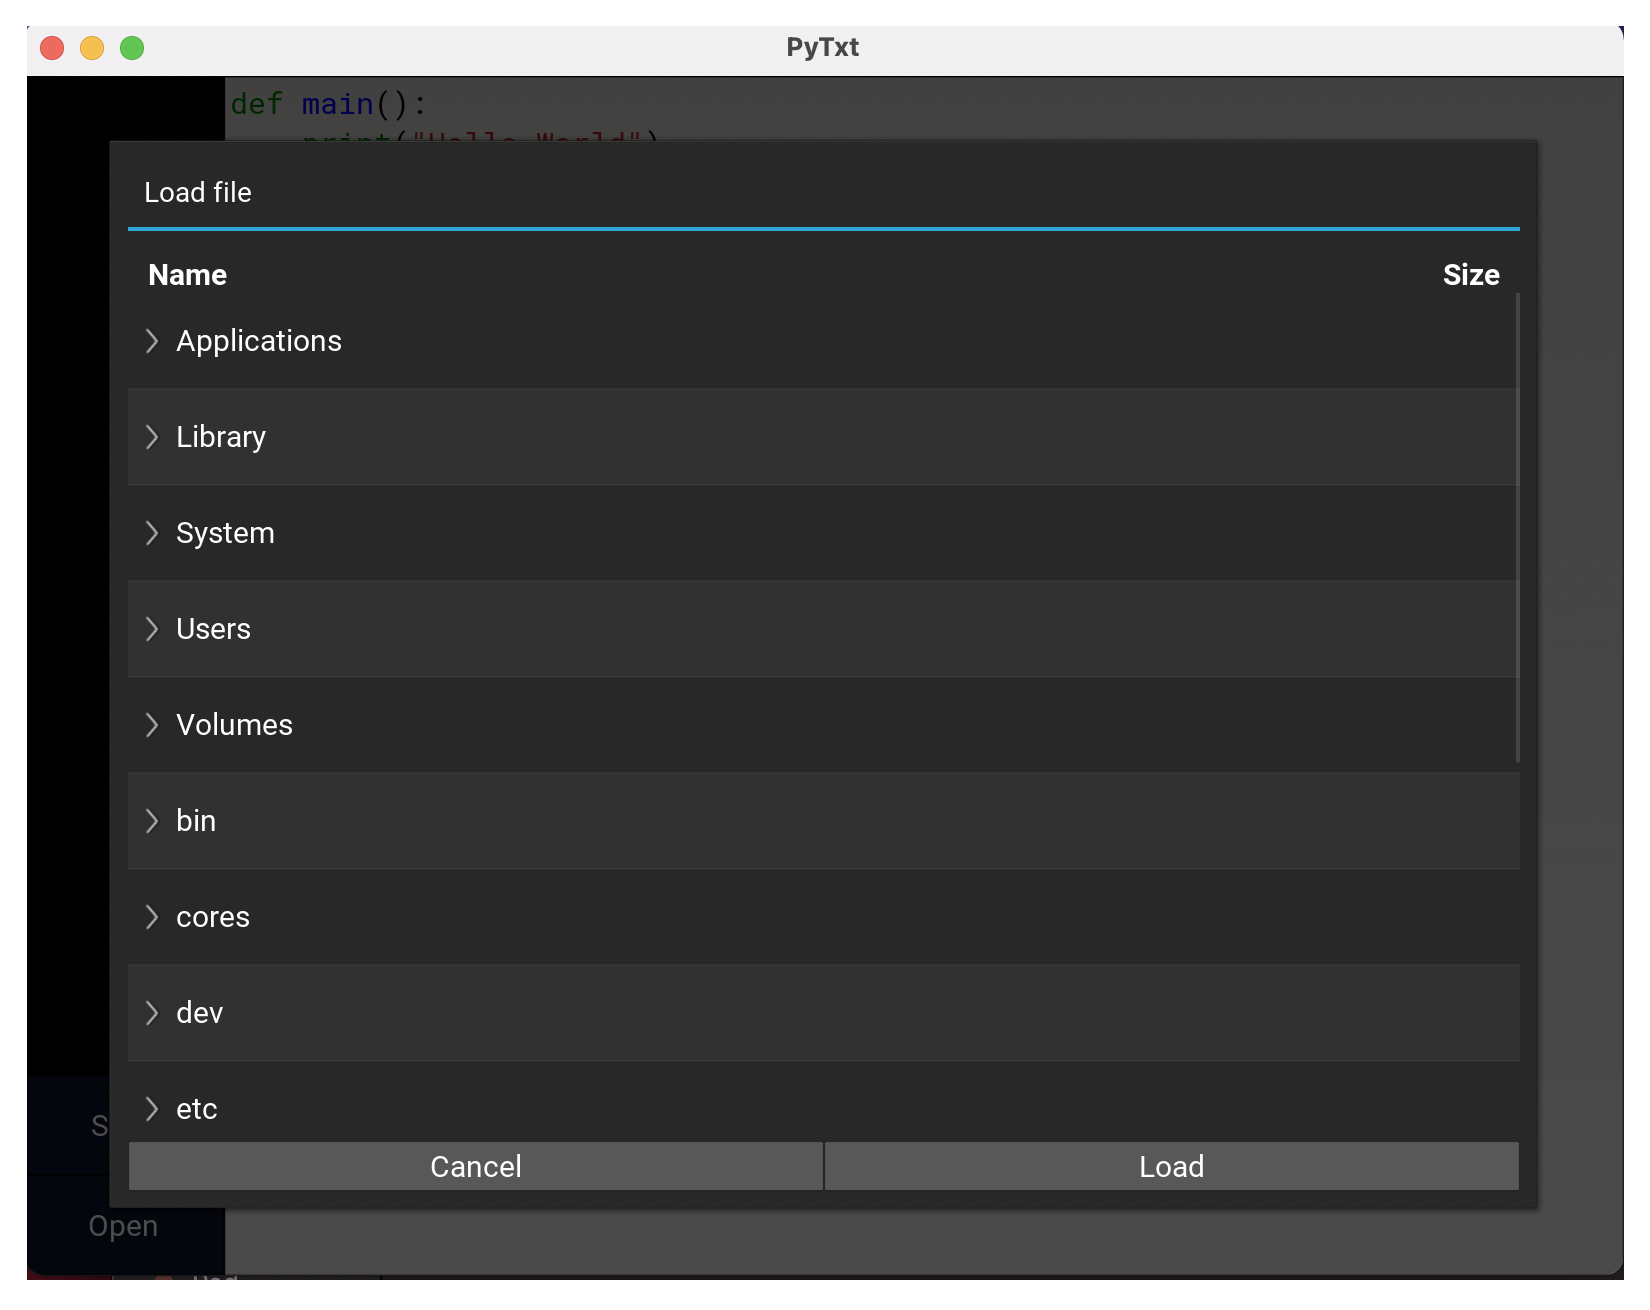 PyTxt
def main():
print("Hello World")
Load file
Name Size
Applications
Library
System
Users
Volumes
bin
cores
dev
etc
Cancel Load
S
Open